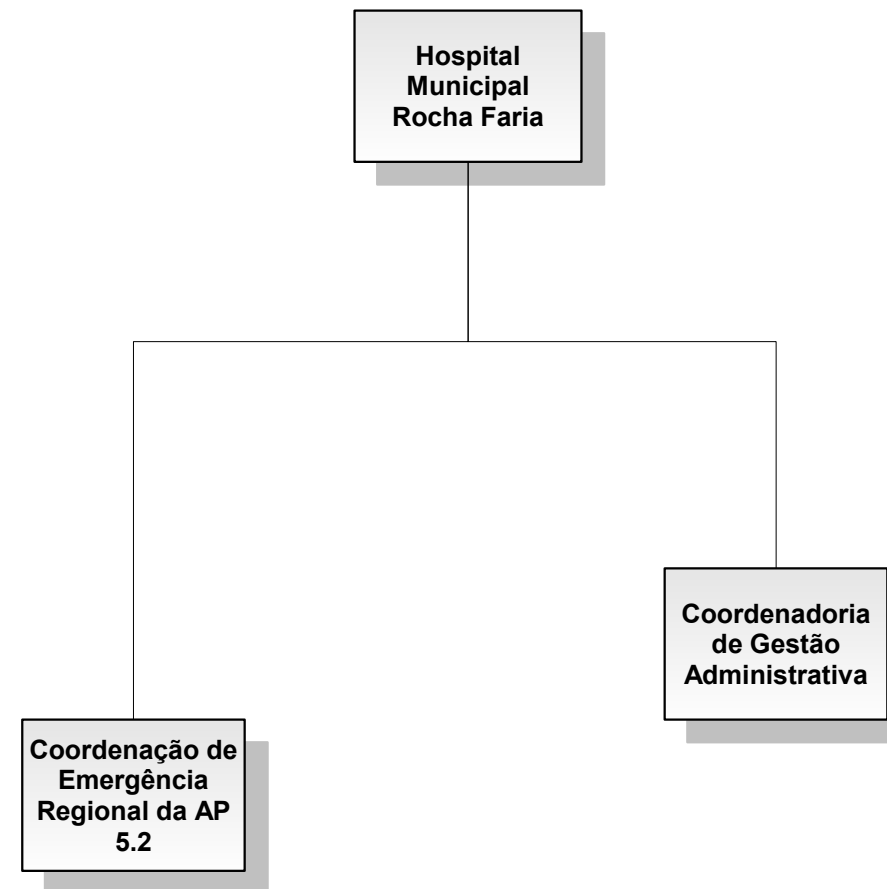 Hospital
Municipal
Rocha Faria
Coordenadoria
de Gestão
Administrativa
Coordenação de
Emergência
Regional da AP
5.2